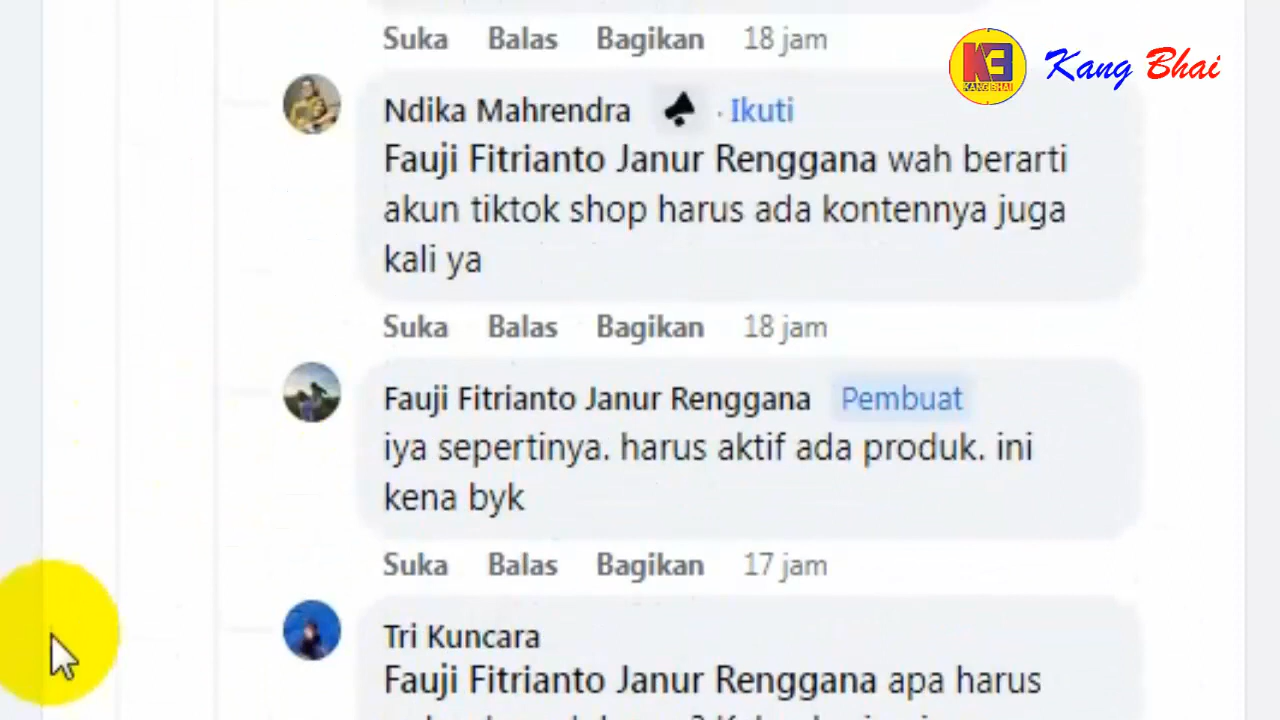 Suka Balas Bagikan 18 jam
KB Kang Bhai
KANG BHAI
Ndika Mahrendra · Ikuti
Fauji Fitrianto Janur Renggana wah berarti
akun tiktok shop harus ada kontennya juga
kali ya
Suka Balas Bagikan 18 jam
Fauji Fitrianto Janur Renggana Pembuat
iya sepertinya. harus aktif ada produk. ini
kena byk
Suka Balas Bagikan 17 jam
Tri Kuncara
Fauji Fitrianto Janur Renggana apa harus